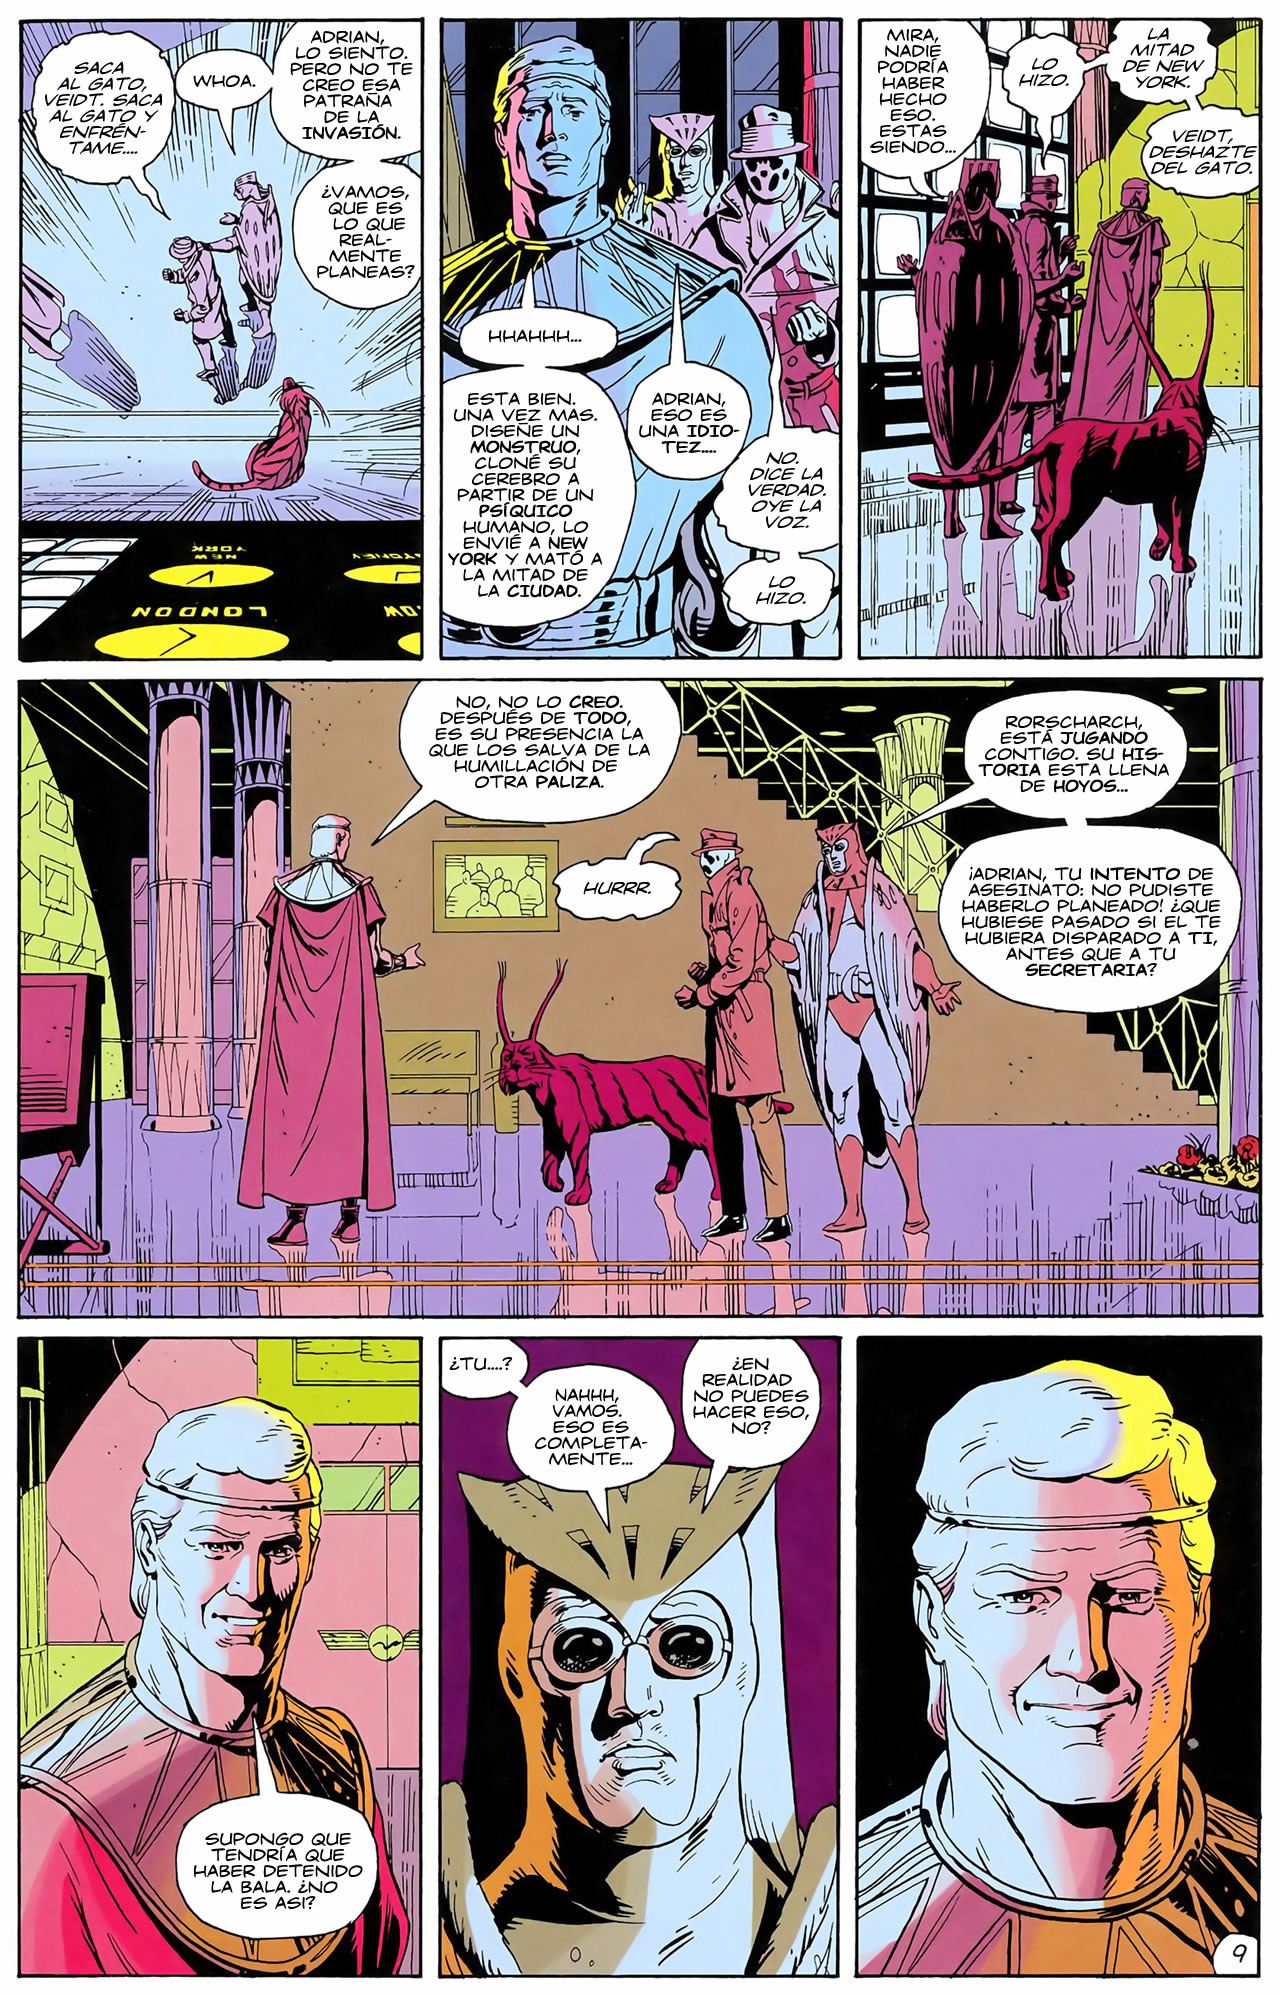 SACA
AL GATO,
VEIDT. SACA
AL GATO Y
ENFRÉN-
TAME....
WHOA.
ADRIAN,
LO SIENTO.
PERO NO TE
CREO ESA
PATRAÑA
DE LA
INVASIÓN.
¿VAMOS,
QUE ES
LO QUE
REAL-
MENTE
PLANEAS?
NEW
YORK
SYDNEY
LONDON
OW
HHAHHH...
ESTA BIEN.
UNA VEZ MAS.
DISEÑE UN
MONSTRUO,
CLONÉ SU
CEREBRO A
PARTIR DE UN
PSÍQUICO
HUMANO, LO
ENVIÉ A NEW
YORK Y MATÓ A
LA MITAD DE
LA CIUDAD.
ADRIAN,
ESO ES
UNA IDIO-
TEZ....
NO.
DICE LA
VERDAD.
OYE LA
VOZ.
LO
HIZO.
MIRA,
NADIE
PODRÍA
HABER
HECHO
ESO.
ESTAS
SIENDO...
LO
HIZO.
LA
MITAD
DE NEW
YORK.
VEIDT,
DESHAZTE
DEL GATO.
NO, NO LO CREO.
DESPUÉS DE TODO,
ES SU PRESENCIA LA
QUE LOS SALVA DE LA
HUMILLACIÓN DE
OTRA PALIZA.
HURRR.
RORSCHARCH,
ESTÁ JUGANDO
CONTIGO. SU HIS-
TORIA ESTA LLENA
DE HOYOS...
¡ADRIAN, TU INTENTO DE
ASESINATO: NO PUDISTE
HABERLO PLANEADO! ¿QUE
HUBIESE PASADO SI EL TE
HUBIERA DISPARADO A TI,
ANTES QUE A TU
SECRETARIA?
SUPONGO QUE
TENDRÍA QUE
HABER DETENIDO
LA BALA. ¿NO
ES ASI?
¿TU....?
NAHHH,
VAMOS.
ESO ES
COMPLETA-
MENTE...
¿EN
REALIDAD
NO PUEDES
HACER ESO,
NO?
9